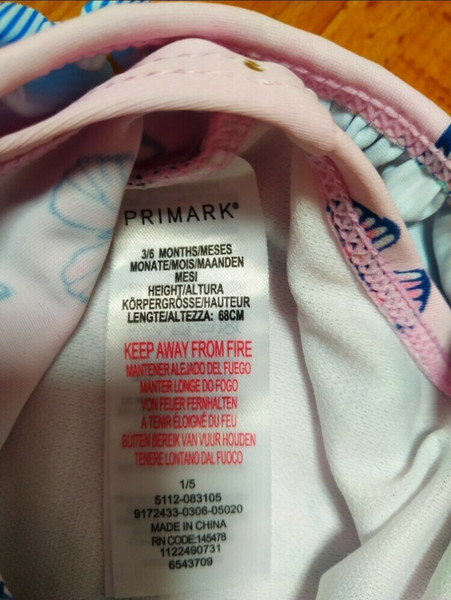 PRIMARK®
3/6 MONTHS/MESES
MONATE/MOIS/MAANDEN
MESI
HEIGHT/ALTURA
KÖRPERGRÖSSE/HAUTEUR
LENGTE/ALTEZZA: 68CM
KEEP AWAY FROM FIRE
MANTENER ALEJADO DEL FUEGO
MANTER LONGE DO FOGO
VON FEUER FERNHALTEN
A TENIR ÉLOIGNÉ DU FEU
BUITEN BEREIK VAN VUUR HOUDEN
TENERE LONTANO DAL FUOCO
1/5
5112-083105
9172433-0306-05020
MADE IN CHINA
RN CODE:145478
1122490731
6543709